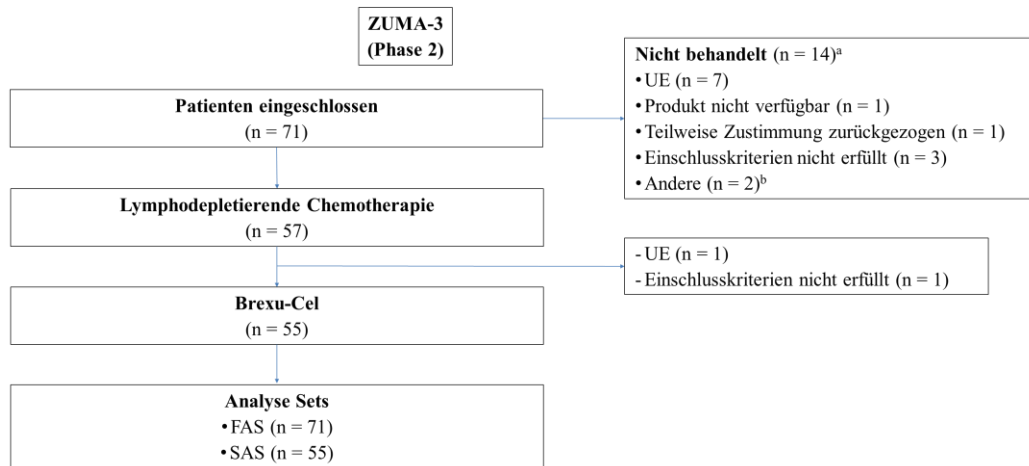 ZUMA-3
(Phase 2)
Patienten eingeschlossen
(n = 71)
Nicht behandelt (n = 14)ᵃ
•UE (n = 7)
•Produkt nicht verfügbar (n = 1)
•Teilweise Zustimmung zurückgezogen (n = 1)
•Einschlusskriterien nicht erfüllt (n = 3)
•Andere (n = 2)ᵇ
Lymphodepletierende Chemotherapie
(n = 57)
- UE (n = 1)
- Einschlusskriterien nicht erfüllt (n = 1)
Brexu-Cel
(n = 55)
Analyse Sets
•FAS (n = 71)
•SAS (n = 55)